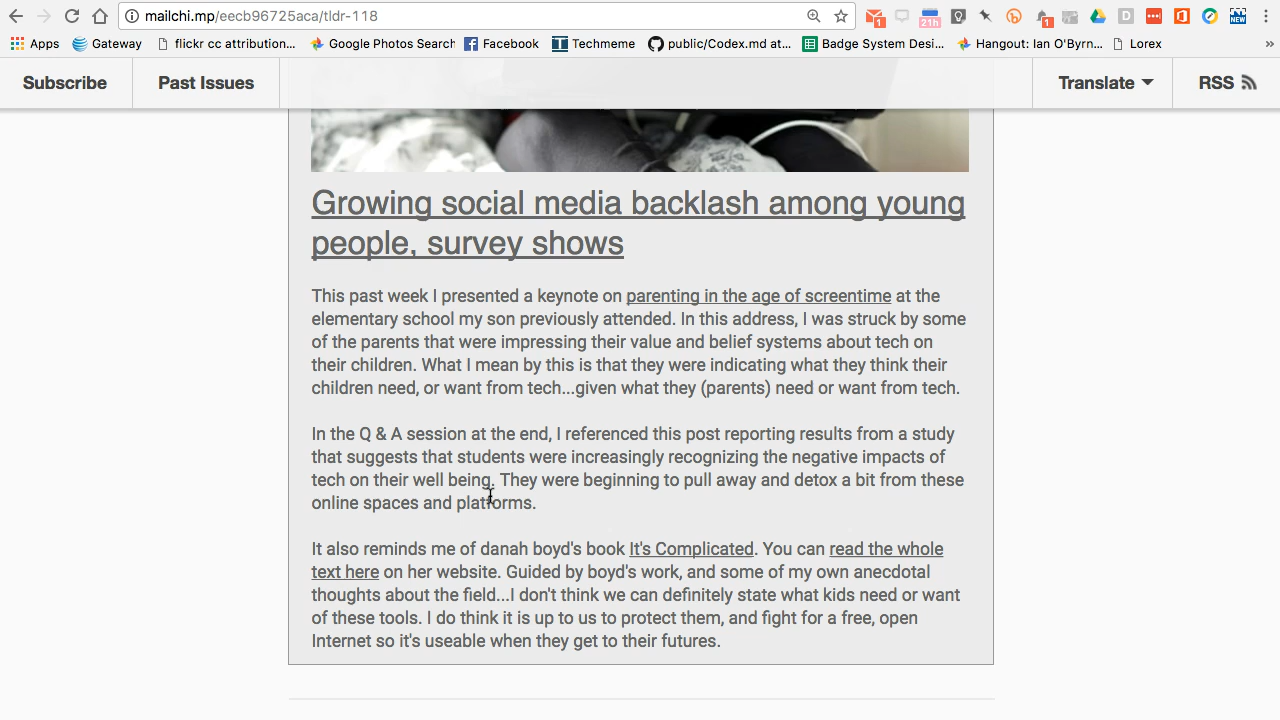 mailchi.mp/eecb96725aca/tldr-118
1
21h
1
NEW
Apps
Gateway
flickr cc attribution...
Google Photos Sea
Facebook
Techmeme
public/Codex.md at...
Badge System Desi...
Hangout: Ian O'Byrn...
Lorex
»
Subscribe
Past Issues
Translate
RSS
Growing social media backlash among young
people, survey shows
This past week I presented a keynote on parenting in the age of screentime at the
elementary school my son previously attended. In this address, I was struck by some
of the parents that were impressing their value and belief systems about tech on
their children. What I mean by this is that they were indicating what they think their
children need, or want from tech...given what they (parents) need or want from tech.
In the Q & A session at the end, I referenced this post reporting results from a study
that suggests that students were increasingly recognizing the negative impacts of
tech on their well being. They were beginning to pull away and detox a bit from these
online spaces and platforms.
It also reminds me of danah boyd's book It's Complicated. You can read the whole
text here on her website. Guided by boyd's work, and some of my own anecdotal
thoughts about the field...I don't think we can definitely state what kids need or want
of these tools. I do think it is up to us to protect them, and fight for a free, open
Internet so it's useable when they get to their futures.